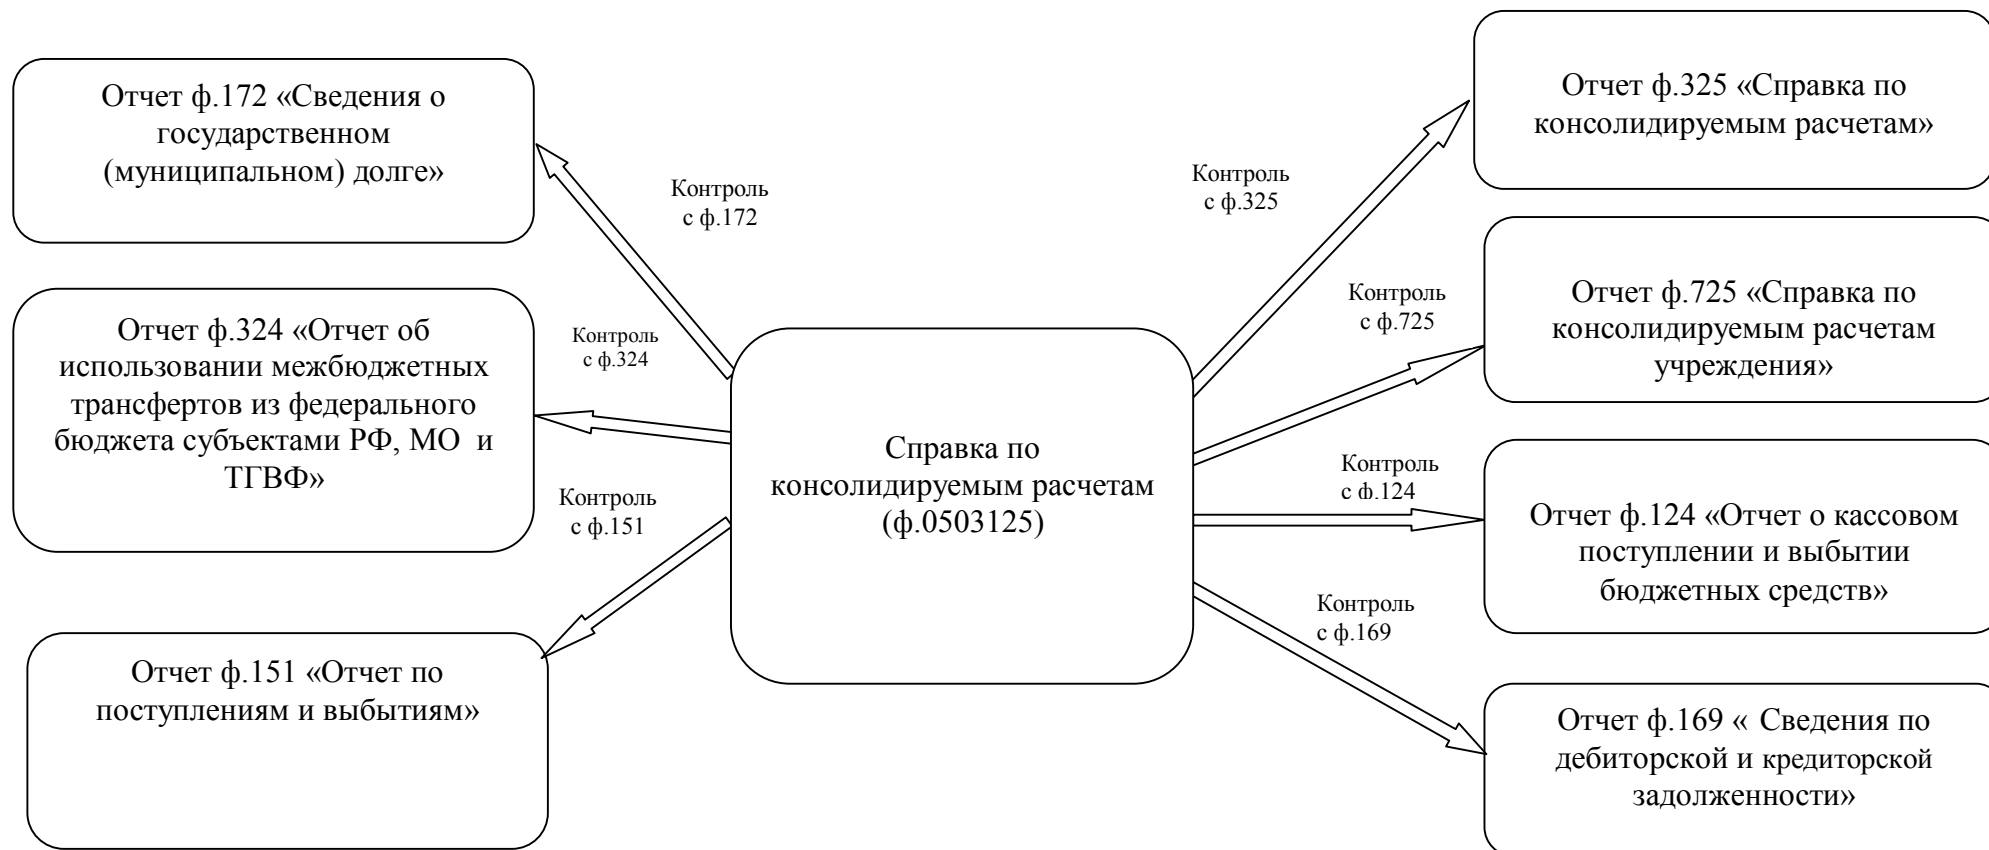 Отчет ф.172 «Сведения о
государственном
(муниципальном) долге»
Контроль
с ф.172
Отчет ф.324 «Отчет об
использовании межбюджетных
трансфертов из федерального
бюджета субъектами РФ, МО и
ТГВФ»
Контроль
с ф.324
Отчет ф.151 «Отчет по
поступлениям и выбытиям»
Контроль
с ф.151
Справка по
консолидируемым расчетам
(ф.0503125)
Контроль
с ф.325
Отчет ф.325 «Справка по
консолидируемым расчетам»
Контроль
с ф.725
Отчет ф.725 «Справка по
консолидируемым расчетам
учреждения»
Контроль
с ф.124
Отчет ф.124 «Отчет о кассовом
поступлении и выбытии
бюджетных средств»
Контроль
с ф.169
Отчет ф.169 « Сведения по
дебиторской и кредиторской
задолженности»